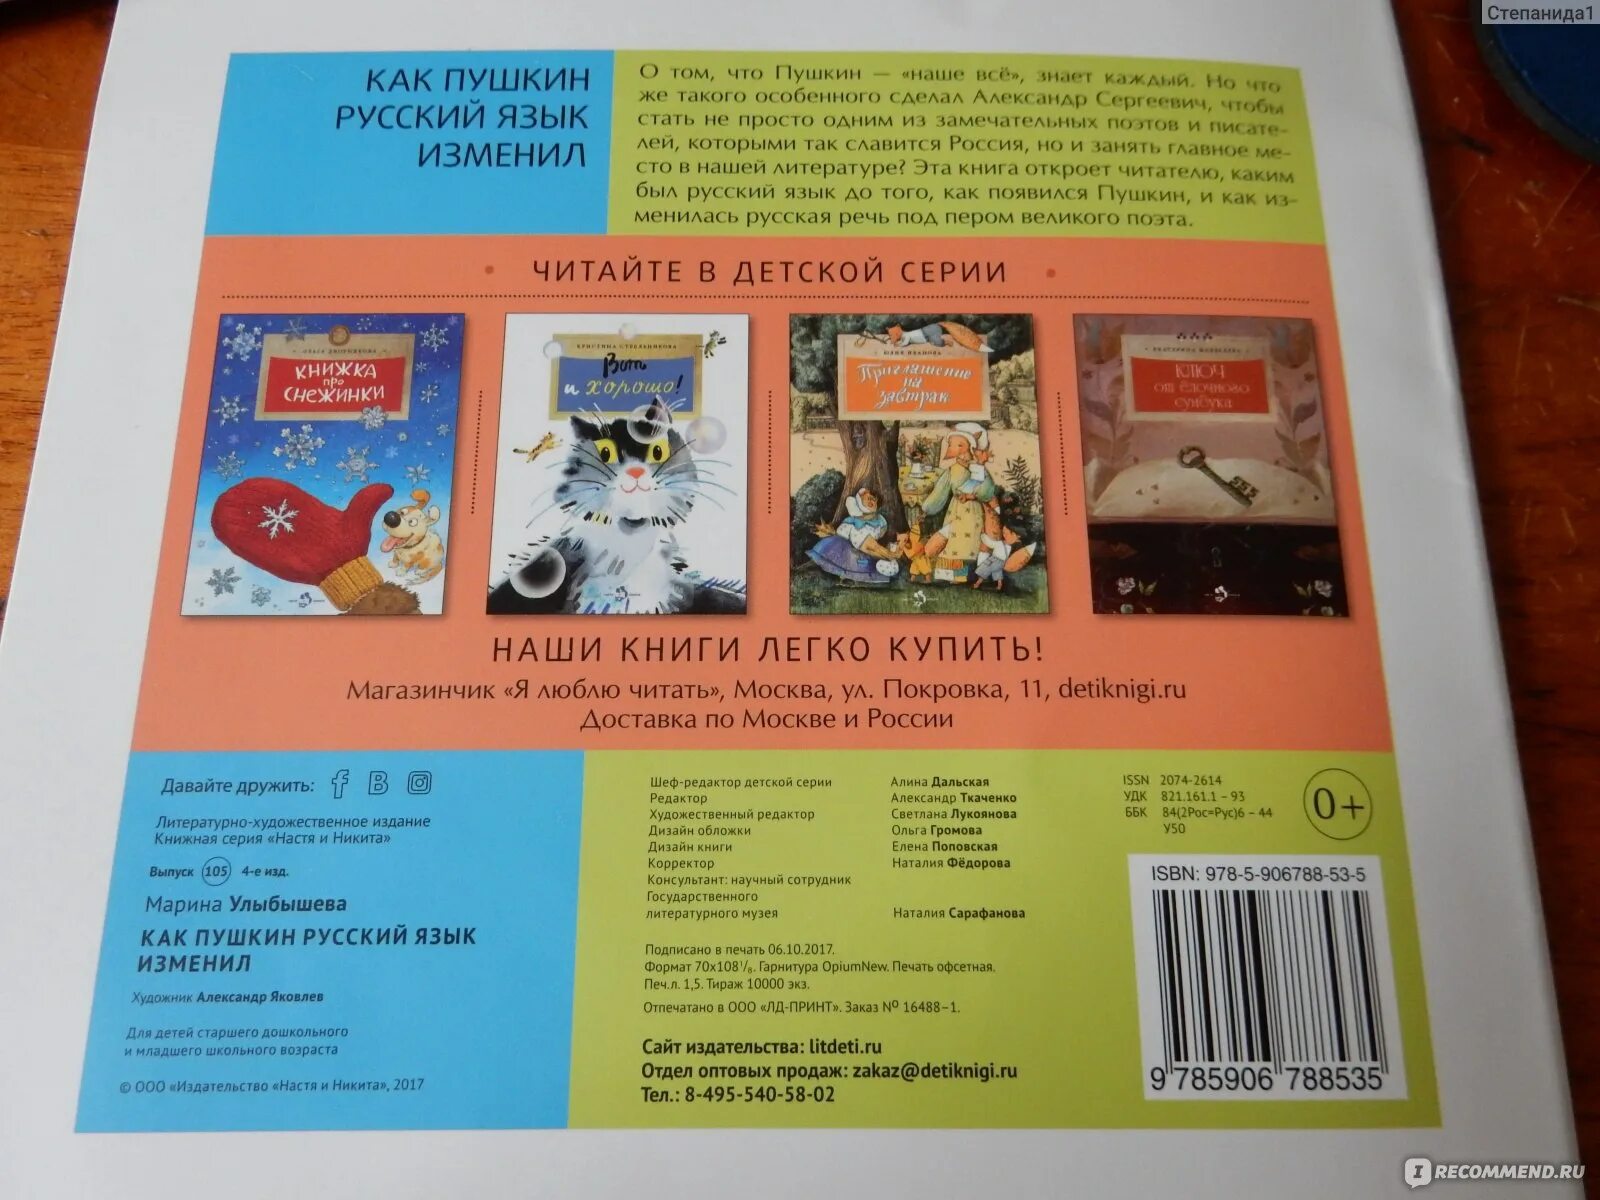 Степанида1
КАК ПУШКИН
РУССКИЙ ЯЗЫК
ИЗМЕНИЛ
О том, что Пушкин — «наше всё», знает каждый. Но что
же такого особенного сделал Александр Сергеевич, чтобы
стать не просто одним из замечательных поэтов и писате-
лей, которыми так славится Россия, но и занять главное ме-
сто в нашей литературе? Эта книга откроет читателю, каким
был русский язык до того, как появился Пушкин, и как из-
менилась русская речь под пером великого поэта.
• ЧИТАЙТЕ В ДЕТСКОЙ СЕРИИ •
КНИЖКА
про
СНЕЖИНКИ
КРИСТИНА СТРЕЛЬНИКОВА
Вот
и хорошо!
ЮЛИЯ ИВАНОВА
Приглашение
на
завтрак
ЕКАТЕРИНА
КЛЮЧ
от ёлочного
сундука
НАШИ КНИГИ ЛЕГКО КУПИТЬ!
Магазинчик «Я люблю читать», Москва, ул. Покровка, 11, detiknigi.ru
Доставка по Москве и России
Давайте дружить: f B
Литературно-художественное издание
Книжная серия «Настя и Никита»
Выпуск 105 4-е изд.
Марина Улыбышева
КАК ПУШКИН РУССКИЙ ЯЗЫК
ИЗМЕНИЛ
Художник Александр Яковлев
Для детей старшего дошкольного
и младшего школьного возраста
© ООО «Издательство «Настя и Никита», 2017
Шеф-редактор детской серии Алина Дальская
Редактор Александр Ткаченко
Художественный редактор Светлана Лукоянова
Дизайн обложки Ольга Громова
Дизайн книги Елена Поповская
Корректор Наталия Фёдорова
Консультант: научный сотрудник
Государственного
литературного музея Наталия Сарафанова
Подписано в печать 06.10.2017.
Формат 70x108¹/₈. Гарнитура OpiumNew. Печать офсетная.
Печ.л. 1,5. Тираж 10000 экз.
Отпечатано в ООО «ЛД-ПРИНТ». Заказ № 16488–1.
Сайт издательства: litdeti.ru
Отдел оптовых продаж: zakaz@detiknigi.ru
Тел.: 8-495-540-58-02
ISSN 2074-2614
УДК 821.161.1 – 93
ББК 84(2Рос=Рус)6 – 44
У50
0+
ISBN: 978-5-906788-53-5
9 785906 788535
IRECOMMEND.RU